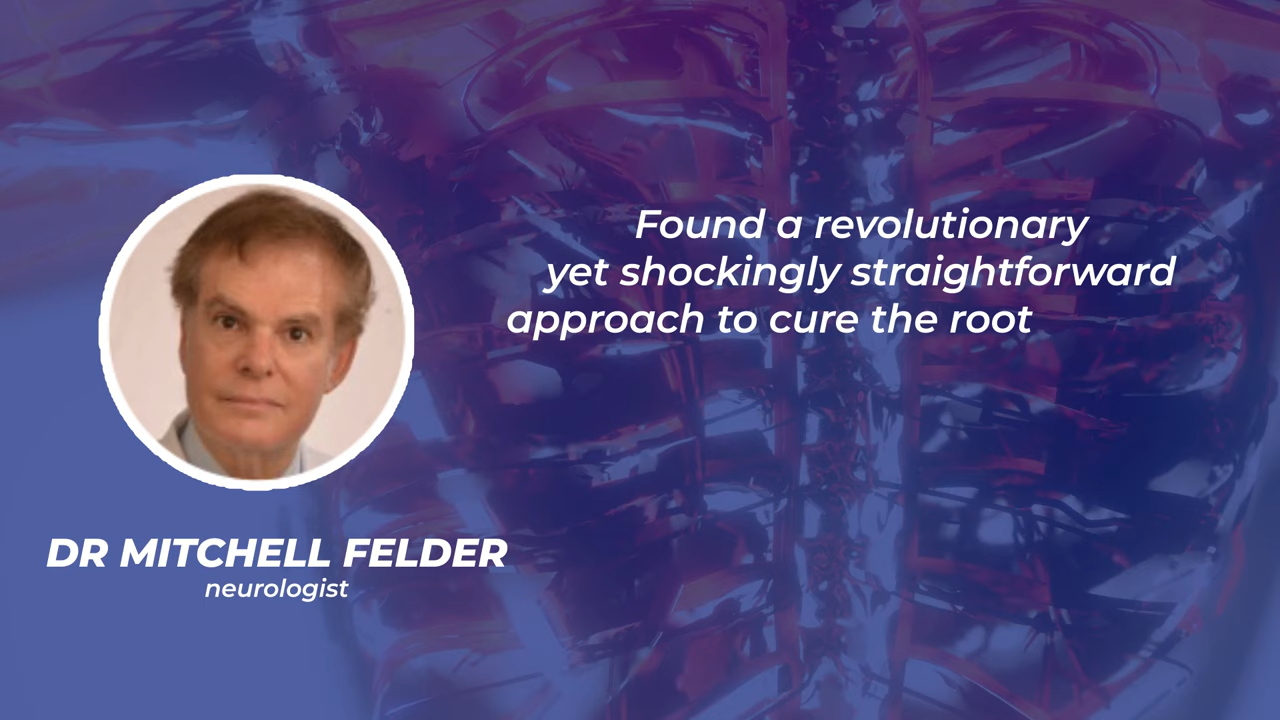 Found a revolutionary
yet shockingly straightforward
approach to cure the root
DR MITCHELL FELDER
neurologist